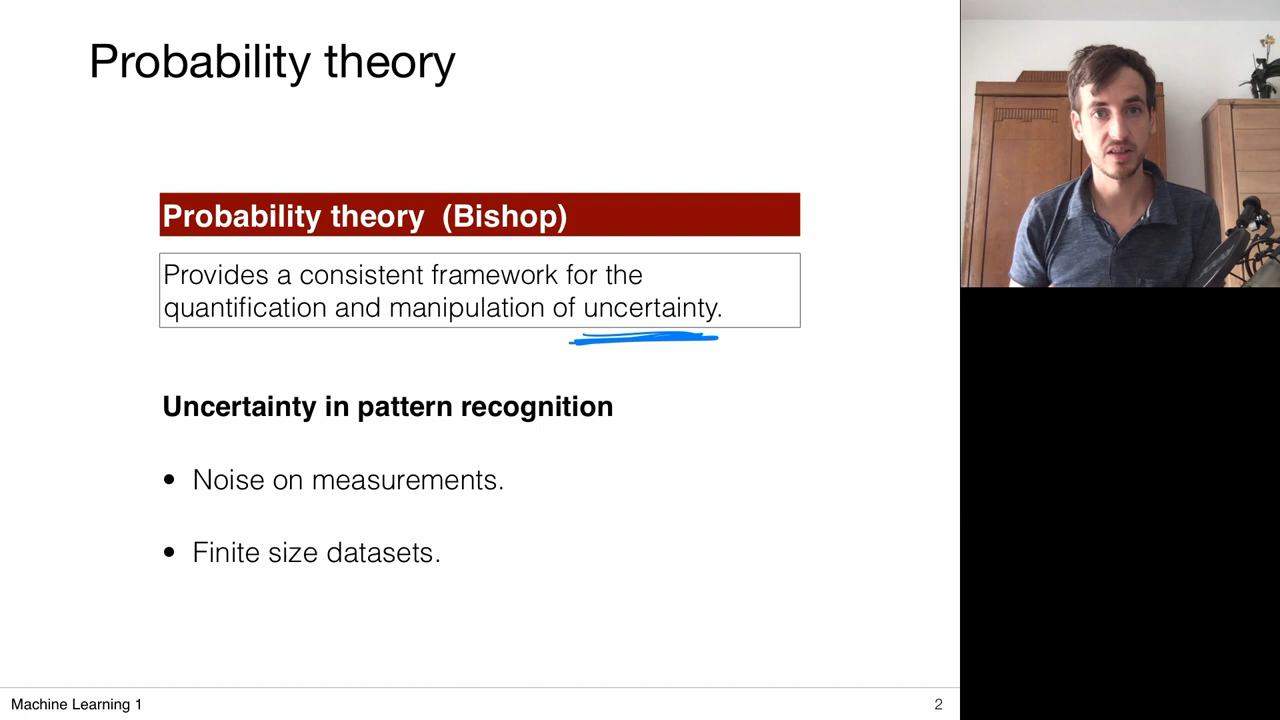 Probability theory
Probability theory (Bishop)
Provides a consistent framework for the
quantification and manipulation of uncertainty.
Uncertainty in pattern recognition
• Noise on measurements.
• Finite size datasets.
Machine Learning 1
2